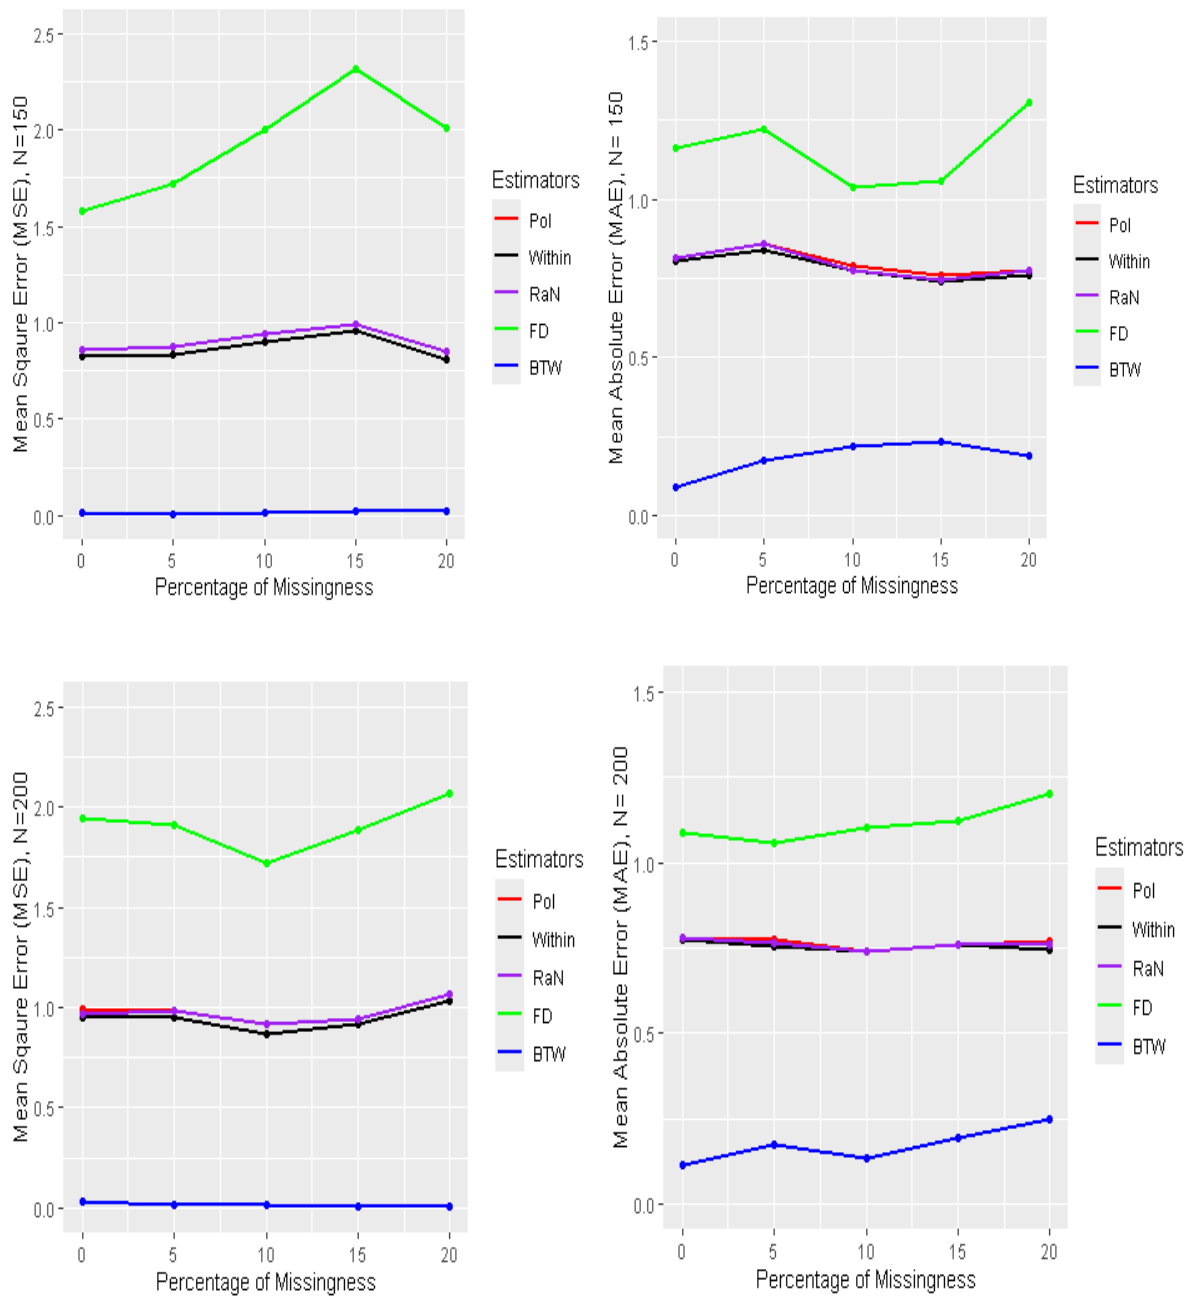 Mean Sqaure Error (MSE), N=150
2.5
2.0
1.5
1.0
0.5
0.0
0 5 10 15 20
Percentage of Missingness
Estimators
Pol
Within
RaN
FD
BTW
Mean Absolute Error (MAE), N= 150
1.5
1.0
0.5
0.0
0 5 10 15 20
Percentage of Missingness
Estimators
Pol
Within
RaN
FD
BTW
Mean Sqaure Error (MSE), N=200
2.5
2.0
1.5
1.0
0.5
0.0
0 5 10 15 20
Percentage of Missingness
Estimators
Pol
Within
RaN
FD
BTW
Mean Absolute Error (MAE), N= 200
1.5
1.0
0.5
0.0
0 5 10 15 20
Percentage of Missingness
Estimators
Pol
Within
RaN
FD
BTW